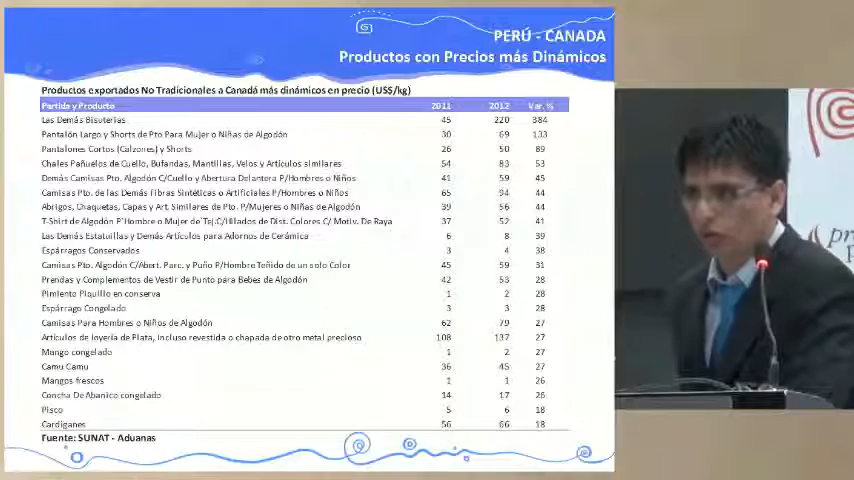 PERÚ - CANADA
Productos con Precios más Dinámicos
Productos exportados No Tradicionales a Canadá más dinámicos en precio (US$/kg)
Partida y Producto 2011 2012 Var. %
Las Demás Bisuterias 45 220 384
Pantalón Largo y Shorts de Pto Para Mujer o Niñas de Algodón 30 69 133
Pantalones Cortos (Calzones) y Shorts 26 50 89
Chales Pañuelos de Cuello, Bufandas, Mantillas, Velos y Artículos similares 54 83 53
Demás Camisas Pto. Algodón C/Cuello y Abertura Delantera P/Hombres o Niños 41 59 45
Camisas Pto. de las Demás Fibras Sintéticas o Artificiales P/Hombres o Niños 65 94 44
Abrigos, Chaquetas, Capas y Art. Similares de Pto. P/Mujeres o Niñas de Algodón 39 56 44
T-Shirt de Algodón P/Hombre o Mujer de Tej.C/Hilados de Dist. Colores C/ Motiv. De Raya 37 52 41
Las Demás Estatuillas y Demás Artículos para Adornos de Cerámica 6 8 39
Espárragos Conservados 3 4 38
Camisas Pto. Algodón C/Abert. Parc. y Puño P/Hombre Teñido de un solo Color 45 59 31
Prendas y Complementos de Vestir de Punto para Bebes de Algodón 42 53 28
Pimiento Piquillo en conserva 1 2 28
Espárrago Congelado 3 3 28
Camisas Para Hombres o Niños de Algodón 62 79 27
Artículos de Joyería de Plata, Incluso revestida o chapada de otro metal precioso 108 137 27
Mango congelado 1 2 27
Camu Camu 36 45 27
Mangos frescos 1 1 26
Concha De Abanico congelado 14 17 26
Pisco 5 6 18
Cardiganes 56 66 18
Fuente: SUNAT - Aduanas